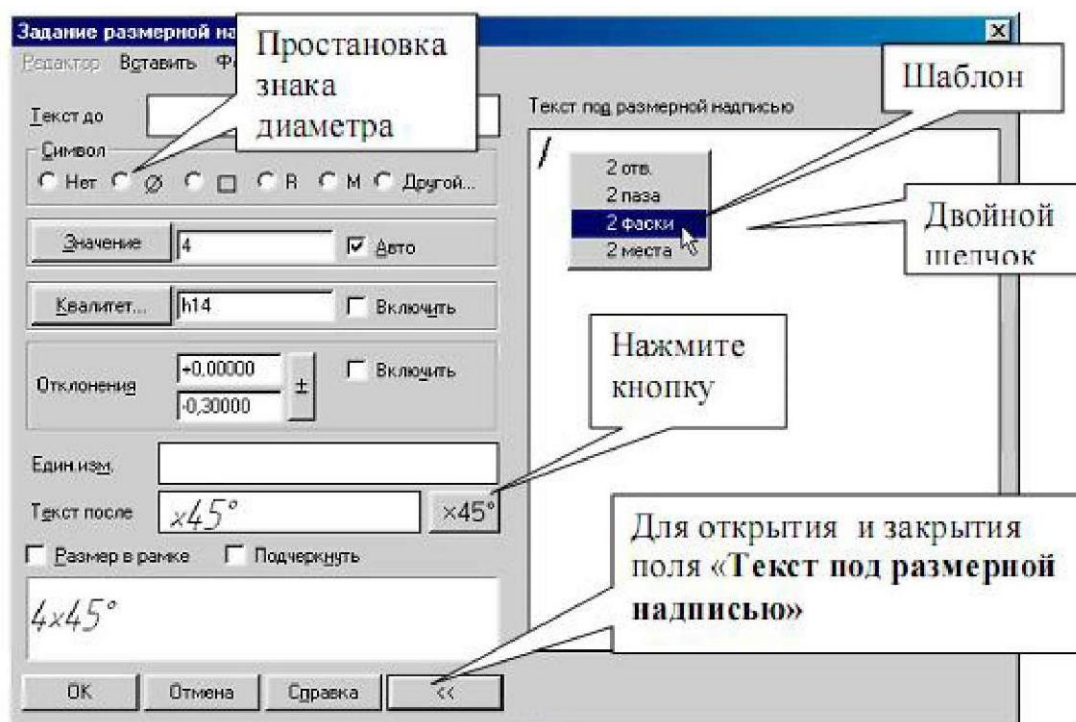 Задание размерной на
Редактор Вставить Фо
Простановка
знака
диаметра
Текст до
Символ
Нет Ø □ R М Другой...
Значение 4 Авто
Квалитет... h14 Включить
Отклонения +0,00000 ± Включить
-0,30000
Един.изм.
Текст после x45° ×45°
Размер в рамке Подчеркнуть
4x45°
OK Отмена Справка <<
Текст под размерной надписью
Шаблон
2 отв.
2 паза
2 фаски
2 места
Двойной
щелчок
Нажмите
кнопку
Для открытия и закрытия
поля «Текст под размерной
надписью»